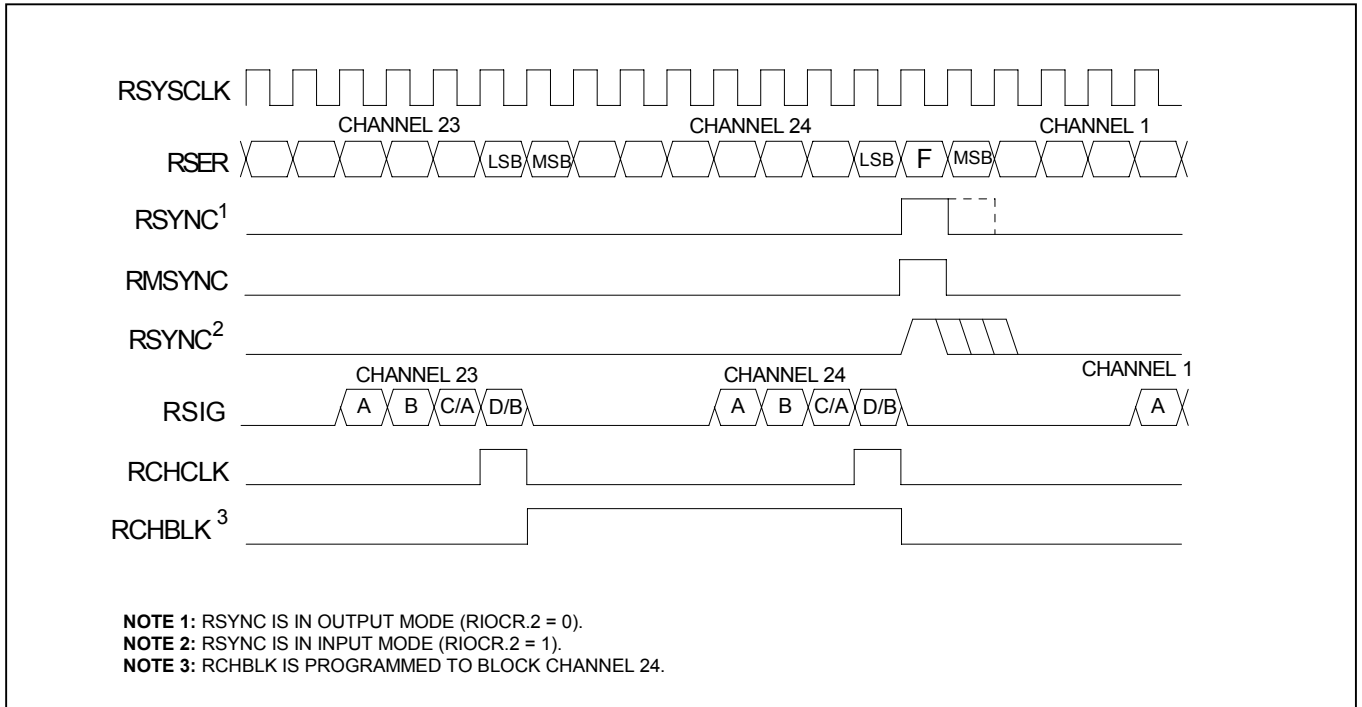 RSYSCLK
CHANNEL 23 CHANNEL 24 CHANNEL 1
RSER LSB MSB LSB F MSB
RSYNC1
RMSYNC
RSYNC2
CHANNEL 23 CHANNEL 24 CHANNEL 1
RSIG A B C/A D/B A B C/A D/B A
RCHCLK
RCHBLK 3
NOTE 1: RSYNC IS IN OUTPUT MODE (RIOCR.2 = 0).
NOTE 2: RSYNC IS IN INPUT MODE (RIOCR.2 = 1).
NOTE 3: RCHBLK IS PROGRAMMED TO BLOCK CHANNEL 24.